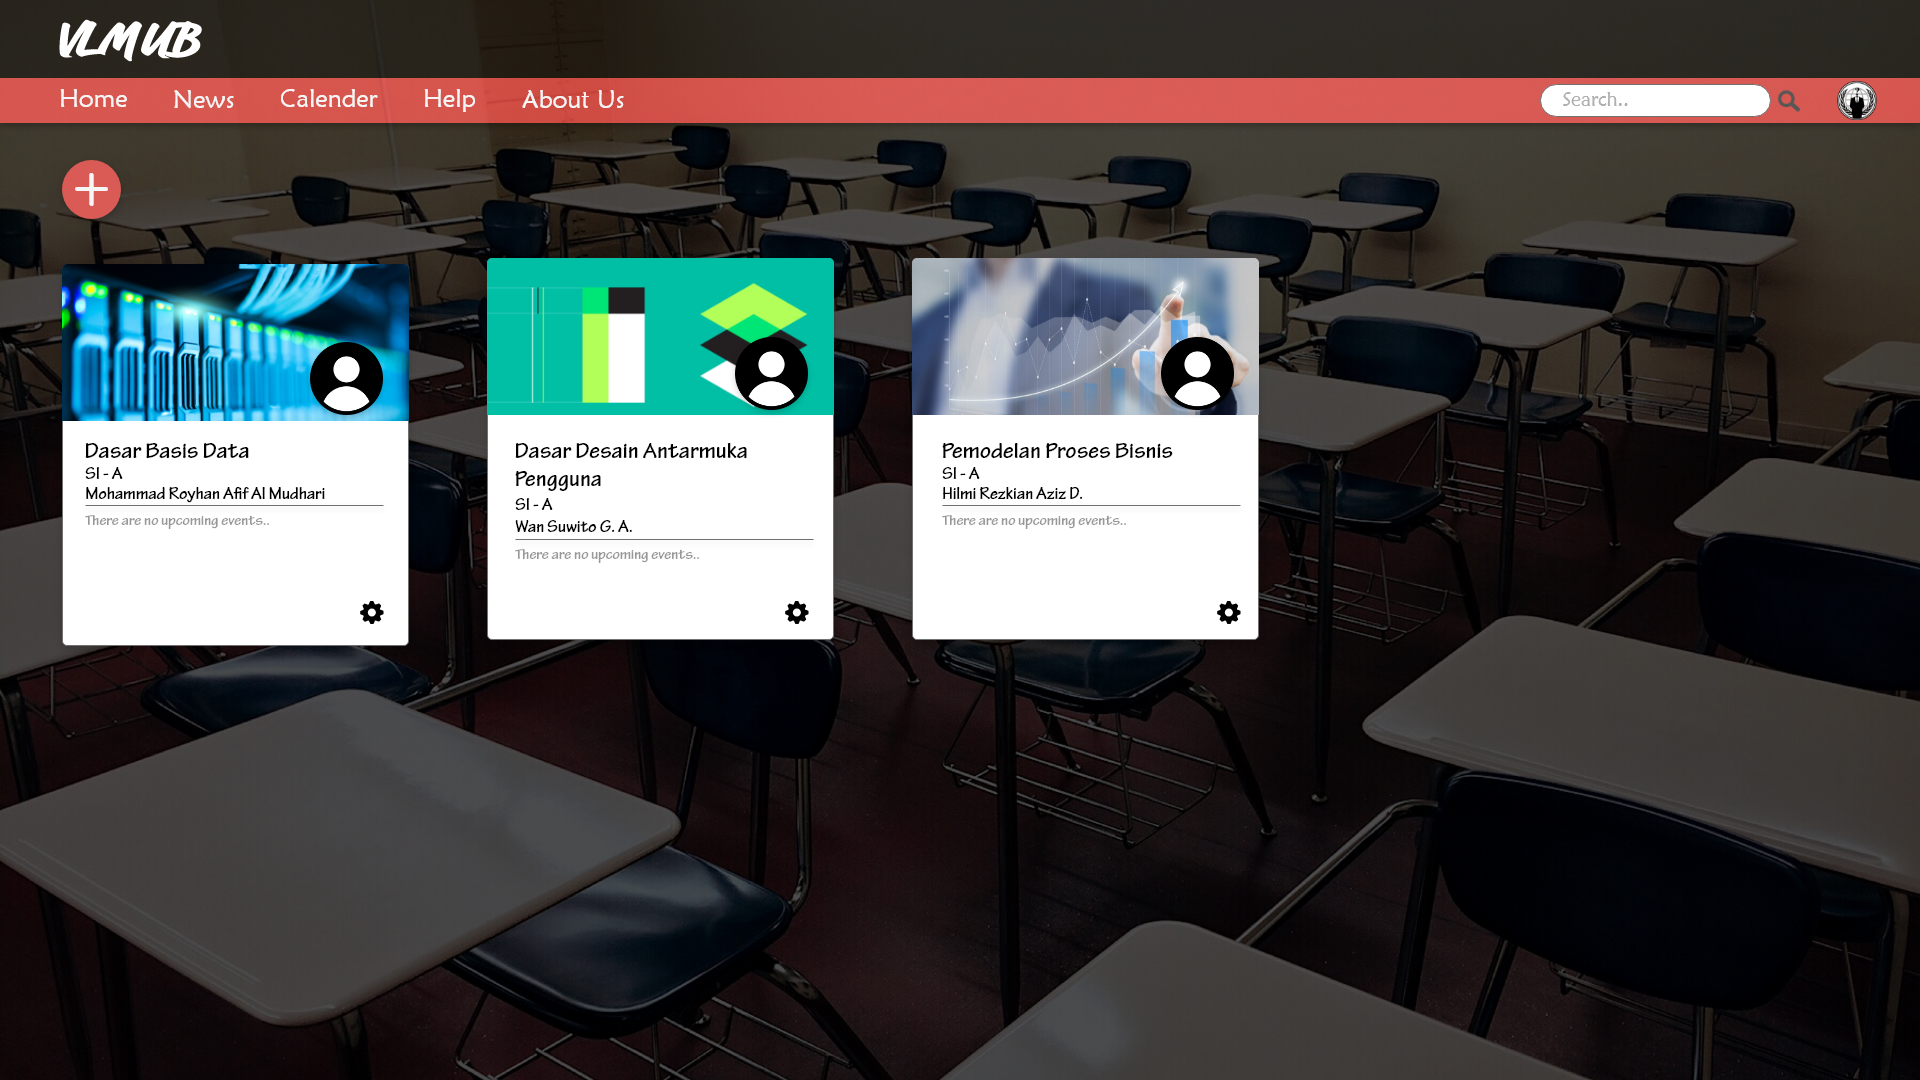 VLMUB
Home News Calender Help About Us Search..
Dasar Basis Data
SI - A
Mohammad Royhan Afif Al Mudhari
There are no upcoming events..
Dasar Desain Antarmuka
Pengguna
SI - A
Wan Suwito G. A.
There are no upcoming events..
Pemodelan Proses Bisnis
SI - A
Hilmi Rezkian Aziz D.
There are no upcoming events..